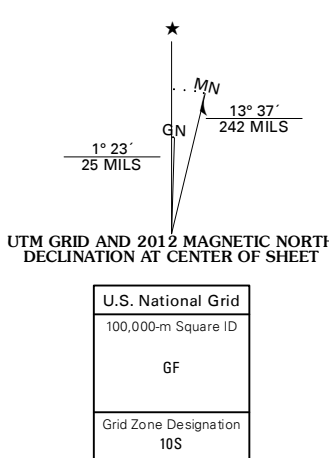 ★
MN
13° 37´
242 MILS
GN
1° 23´
25 MILS
UTM GRID AND 2012 MAGNETIC NORTH
DECLINATION AT CENTER OF SHEET
U.S. National Grid
100,000-m Square ID
GF
Grid Zone Designation
10S